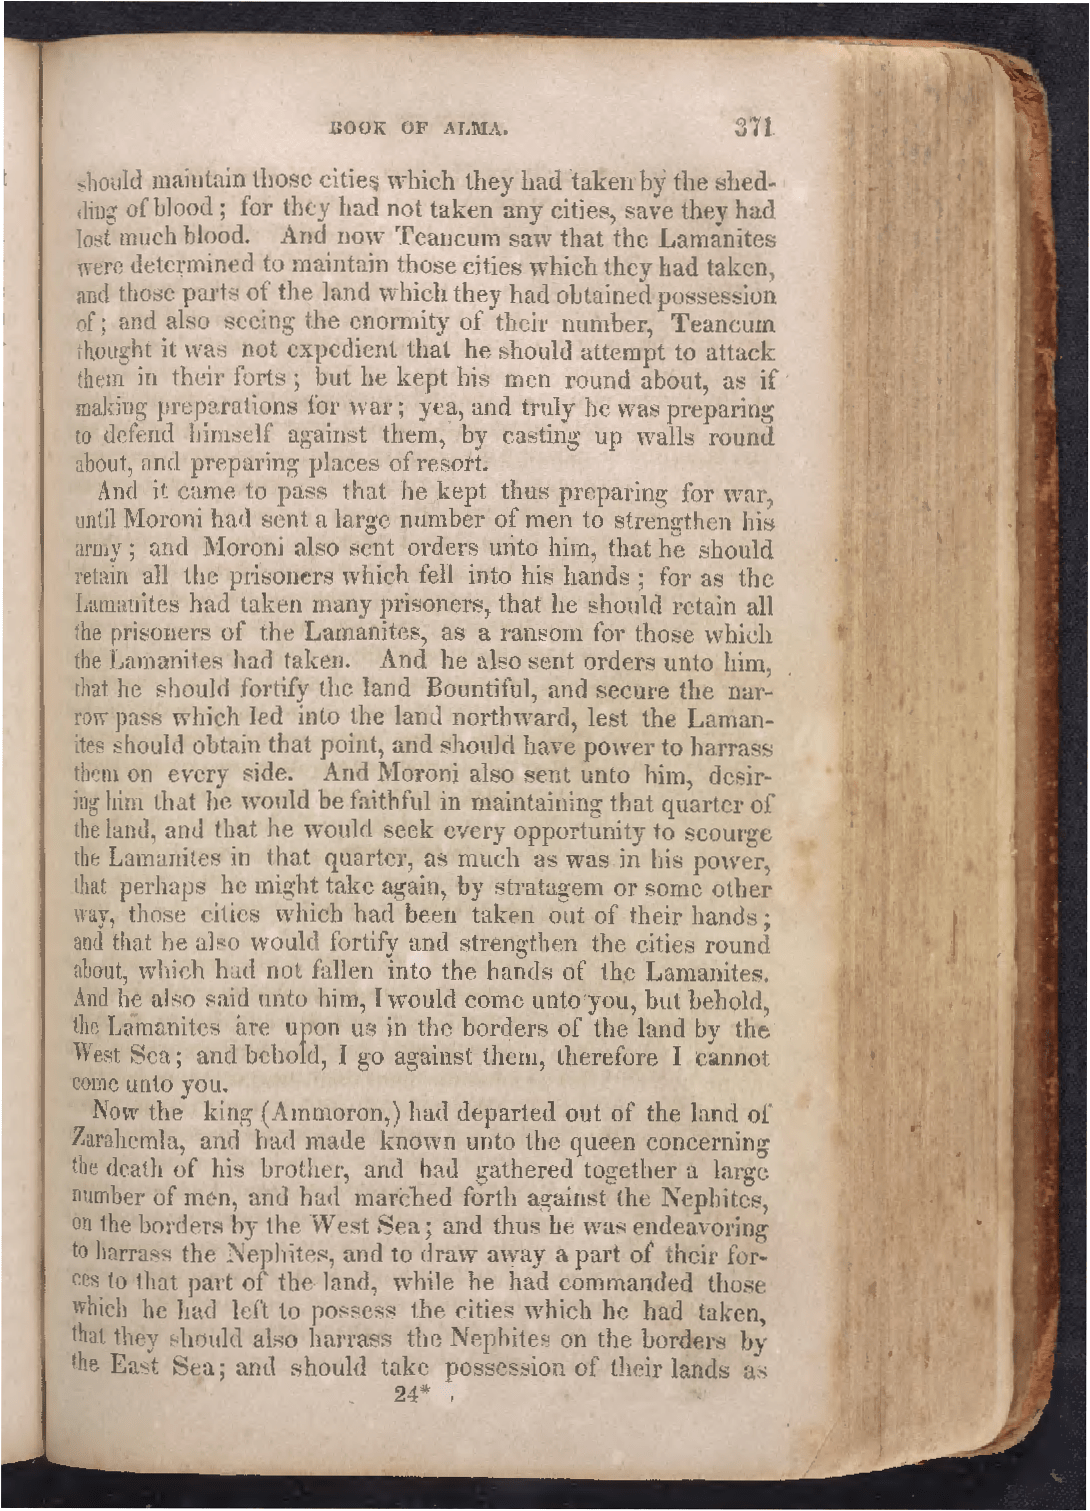 BOOK OF ALMA. 371
should maintain those cities which they had taken by the shed-
ding of blood; for they had not taken any cities, save they had
lost much blood. And now Teancum saw that the Lamanites
were determined to maintain those cities which they had taken,
and those parts of the land which they had obtained possession
of; and also seeing the enormity of their number, Teancum
thought it was not expedient that he should attempt to attack
them in their forts; but he kept his men round about, as if
making preparations for war; yea, and truly he was preparing
to defend himself against them, by casting up walls round
about, and preparing places of resort.
And it came to pass that he kept thus preparing for war,
until Moroni had sent a large number of men to strengthen his
army; and Moroni also sent orders unto him, that he should
retain all the prisoners which fell into his hands; for as the
Lamanites had taken many prisoners, that he should retain all
the prisoners of the Lamanites, as a ransom for those which
the Lamanites had taken. And he also sent orders unto him,
that he should fortify the land Bountiful, and secure the nar-
row pass which led into the land northward, lest the Laman-
ites should obtain that point, and should have power to harrass
them on every side. And Moroni also sent unto him, desir-
ing him that he would be faithful in maintaining that quarter of
the land, and that he would seek every opportunity to scourge
the Lamanites in that quarter, as much as was in his power,
that perhaps he might take again, by stratagem or some other
way, those cities which had been taken out of their hands;
and that he also would fortify and strengthen the cities round
about, which had not fallen into the hands of the Lamanites.
And he also said unto him, I would come unto you, but behold,
the Lamanites are upon us in the borders of the land by the
West Sea; and behold, I go against them, therefore I cannot
come unto you.
Now the king (Ammoron,) had departed out of the land of
Zarahemla, and had made known unto the queen concerning
the death of his brother, and had gathered together a large
number of men, and had marched forth against the Nephites,
on the borders by the West Sea; and thus he was endeavoring
to harrass the Nephites, and to draw away a part of their for-
ces to that part of the land, while he had commanded those
which he had left to possess the cities which he had taken,
that they should also harrass the Nephites on the borders by
the East Sea; and should take possession of their lands as
24*